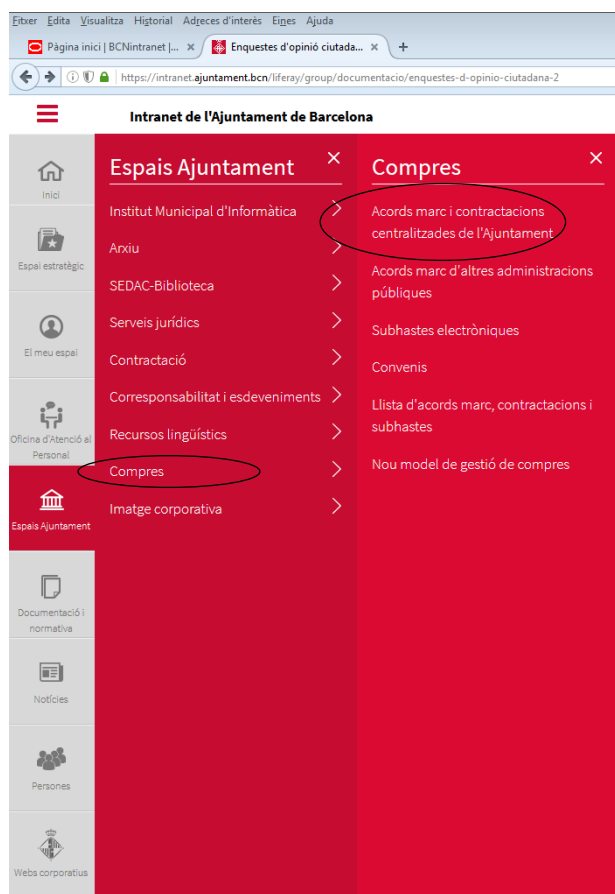 Fitxer Edita Visualitza Historial Adreces d'interès Eines Ajuda
Pàgina inici | BCNintranet |... × Enquestes d'opinió ciutada... × +
https://intranet.ajuntament.bcn/liferay/group/documentacio/enquestes-d-opinio-ciutadana-2
Intranet de l'Ajuntament de Barcelona
Inici
Espai estratègic
El meu espai
Oficina d'Atenció al
Personal
Espais Ajuntament
Documentació i
normativa
Notícies
Persones
Webs corporatius
Espais Ajuntament ×
Institut Municipal d'Informàtica
Arxiu
SEDAC-Biblioteca
Serveis jurídics
Contractació
Corresponsabilitat i esdeveniments
Recursos lingüístics
Compres
Imatge corporativa
Compres ×
Acords marc i contractacions
centralitzades de l'Ajuntament
Acords marc d'altres administracions
públiques
Subhastes electròniques
Convenis
Llista d'acords marc, contractacions i
subhastes
Nou model de gestió de compres